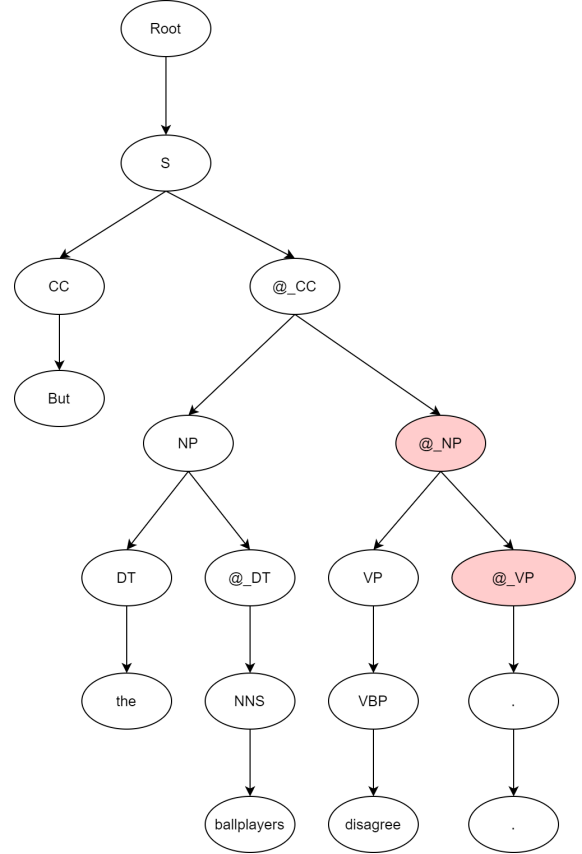 Root
S
CC
@_CC
But
NP
@_NP
DT
@_DT
VP
@_VP
the
NNS
VBP
.
ballplayers
disagree
.